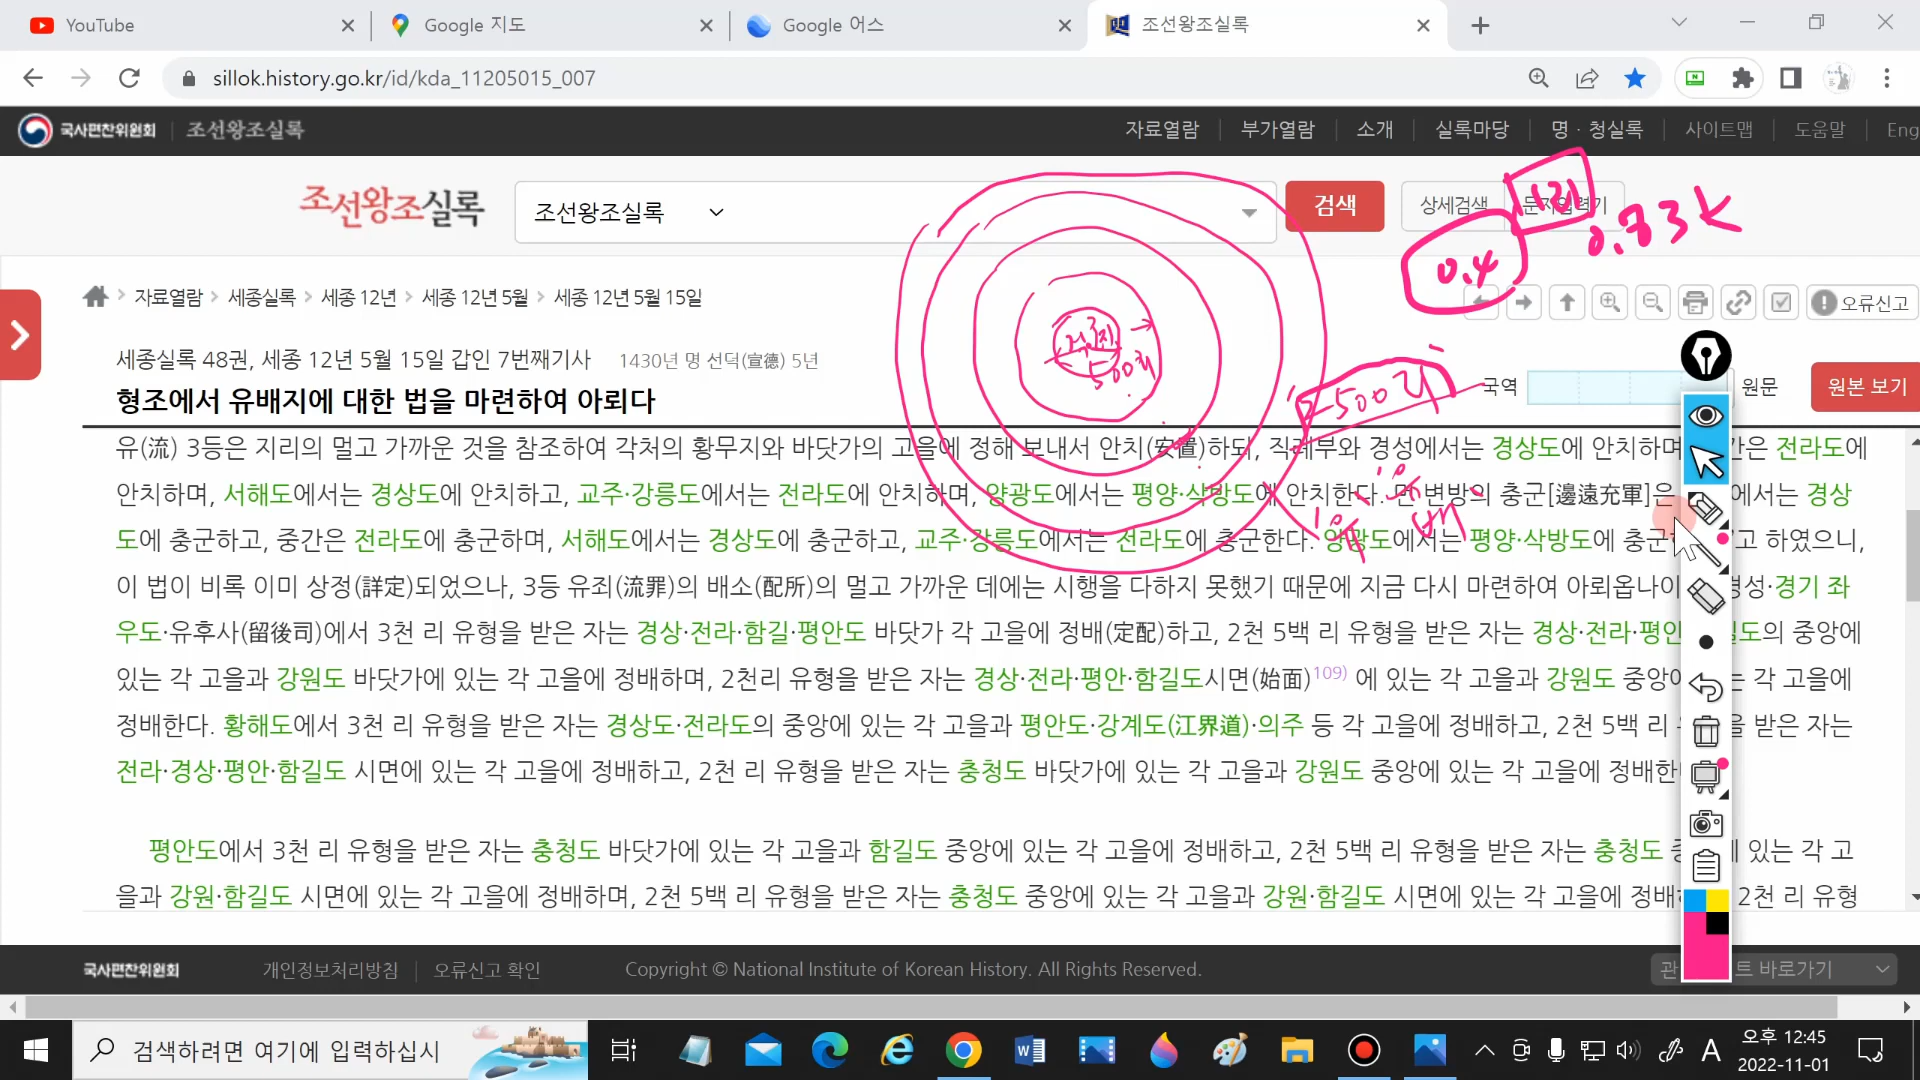 YouTube
Google 지도
Google 어스
조선왕조실록
sillok.history.go.kr/id/kda_11205015_007
국사편찬위원회
조선왕조실록
자료열람 부가열람 소개 실록마당 명·청실록 사이트맵 도움말 Eng
조선왕조실록
조선왕조실록
검색
상세검색
0.4
0.83K
500리
자료열람 > 세종실록 > 세종 12년 > 세종 12년 5월 > 세종 12년 5월 15일
오류신고
세종실록 48권, 세종 12년 5월 15일 갑인 7번째기사 1430년 명 선덕(宣德) 5년
형조에서 유배지에 대한 법을 마련하여 아뢰다
국역 원문 원본 보기
유(流) 3등은 지리의 멀고 가까운 것을 참조하여 각처의 황무지와 바닷가의 고을에 정해 보내서 안치(安置)하되, 직례부와 경성에서는 경상도에 안치하며 간은 전라도에
안치하며, 서해도에서는 경상도에 안치하고, 교주·강릉도에서는 전라도에 안치하며, 양광도에서는 평양·삭방도에 안치한다. 변방의 충군[邊遠充軍]은 에서는 경상
도에 충군하고, 중간은 전라도에 충군하며, 서해도에서는 경상도에 충군하고, 교주·강릉도에서는 전라도에 충군한다. 양광도에서는 평양·삭방도에 충군 고 하였으니,
이 법이 비록 이미 상정(詳定)되었으나, 3등 유죄(流罪)의 배소(配所)의 멀고 가까운 데에는 시행을 다하지 못했기 때문에 지금 다시 마련하여 아뢰옵나이 경성·경기 좌
우도·유후사(留後司)에서 3천 리 유형을 받은 자는 경상·전라·함길·평안도 바닷가 각 고을에 정배(定配)하고, 2천 5백 리 유형을 받은 자는 경상·전라·평안 길도의 중앙에
있는 각 고을과 강원도 바닷가에 있는 각 고을에 정배하며, 2천리 유형을 받은 자는 경상·전라·평안·함길도시면(始面)109) 에 있는 각 고을과 강원도 중앙에 는 각 고을에
정배한다. 황해도에서 3천 리 유형을 받은 자는 경상도·전라도의 중앙에 있는 각 고을과 평안도·강계도(江界道)·의주 등 각 고을에 정배하고, 2천 5백 리 을 받은 자는
전라·경상·평안·함길도 시면에 있는 각 고을에 정배하고, 2천 리 유형을 받은 자는 충청도 바닷가에 있는 각 고을과 강원도 중앙에 있는 각 고을에 정배한
평안도에서 3천 리 유형을 받은 자는 충청도 바닷가에 있는 각 고을과 함길도 중앙에 있는 각 고을에 정배하고, 2천 5백 리 유형을 받은 자는 충청도 있는 각 고
을과 강원·함길도 시면에 있는 각 고을에 정배하며, 2천 5백 리 유형을 받은 자는 충청도 중앙에 있는 각 고을과 강원·함길도 시면에 있는 각 고을에 정배 2천 리 유형
국사편찬위원회 개인정보처리방침 오류신고 확인 Copyright © National Institute of Korean History. All Rights Reserved. 관 트 바로가기
검색하려면 여기에 입력하십시
A
오후 12:45
2022-11-01